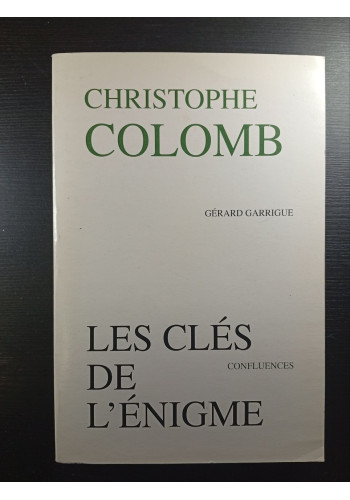 CHRISTOPHE
COLOMB
GÉRARD GARRIGUE
LES CLÉS
CONFLUENCES
DE
L'ÉNIGME